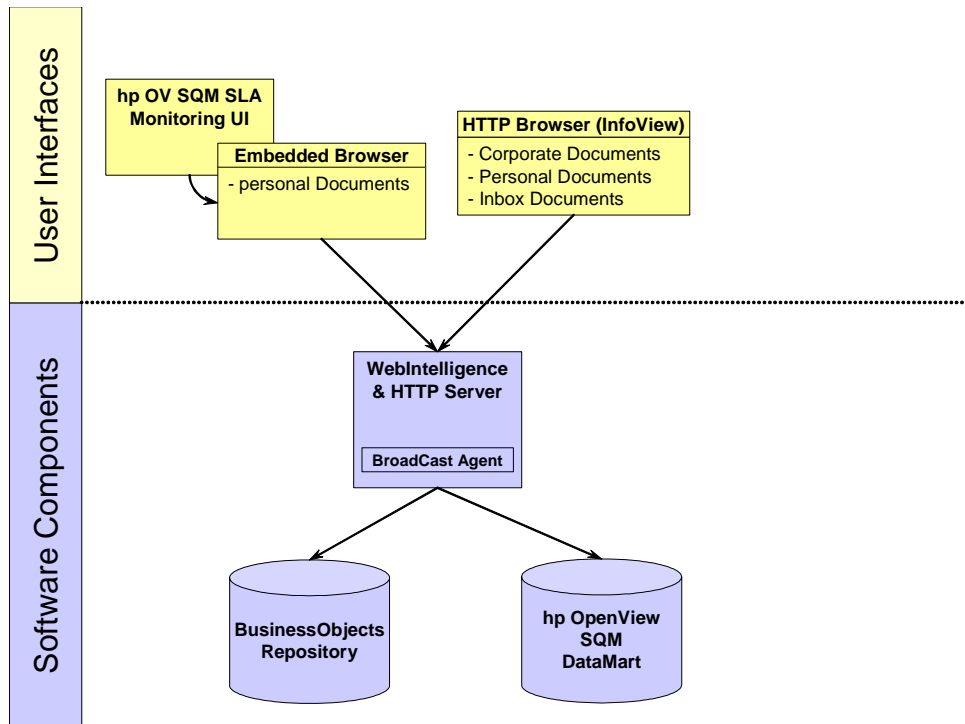 User Interfaces
hp OV SQM SLA
Monitoring UI
Embedded Browser
- personal Documents
HTTP Browser (InfoView)
- Corporate Documents
- Personal Documents
- Inbox Documents
Software Components
WebIntelligence
& HTTP Server
BroadCast Agent
BusinessObjects
Repository
hp OpenView
SQM
DataMart